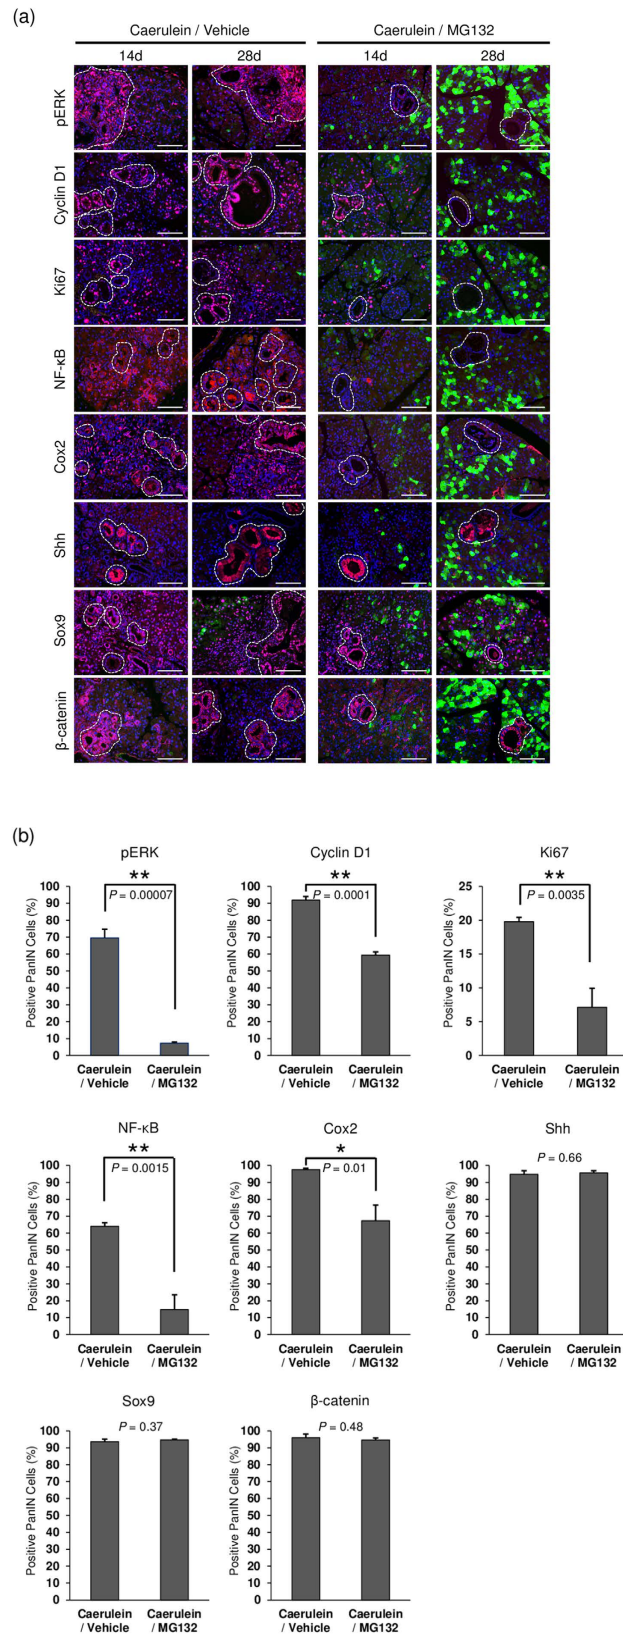 (a)
Caerulein / Vehicle
Caerulein / MG132
14d
28d
14d
28d
pERK
Cyclin D1
Ki67
NF-κB
Cox2
Shh
Sox9
β-catenin
(b)
pERK
Cyclin D1
Ki67
**
P = 0.00007
**
P = 0.0001
**
P = 0.0035
Positive PanIN Cells (%)
100
90
80
70
60
50
40
30
20
10
0
Positive PanIN Cells (%)
100
90
80
70
60
50
40
30
20
10
0
Positive PanIN Cells (%)
25
20
15
10
5
0
Caerulein
/ Vehicle
Caerulein
/ MG132
Caerulein
/ Vehicle
Caerulein
/ MG132
Caerulein
/ Vehicle
Caerulein
/ MG132
NF-κB
Cox2
Shh
**
P = 0.0015
*
P = 0.01
P = 0.66
Positive PanIN Cells (%)
100
90
80
70
60
50
40
30
20
10
0
Positive PanIN Cells (%)
100
90
80
70
60
50
40
30
20
10
0
Positive PanIN Cells (%)
100
90
80
70
60
50
40
30
20
10
0
Caerulein
/ Vehicle
Caerulein
/ MG132
Caerulein
/ Vehicle
Caerulein
/ MG132
Caerulein
/ Vehicle
Caerulein
/ MG132
Sox9
β-catenin
P = 0.37
P = 0.48
Positive PanIN Cells (%)
100
90
80
70
60
50
40
30
20
10
0
Positive PanIN Cells (%)
100
90
80
70
60
50
40
30
20
10
0
Caerulein
/ Vehicle
Caerulein
/ MG132
Caerulein
/ Vehicle
Caerulein
/ MG132